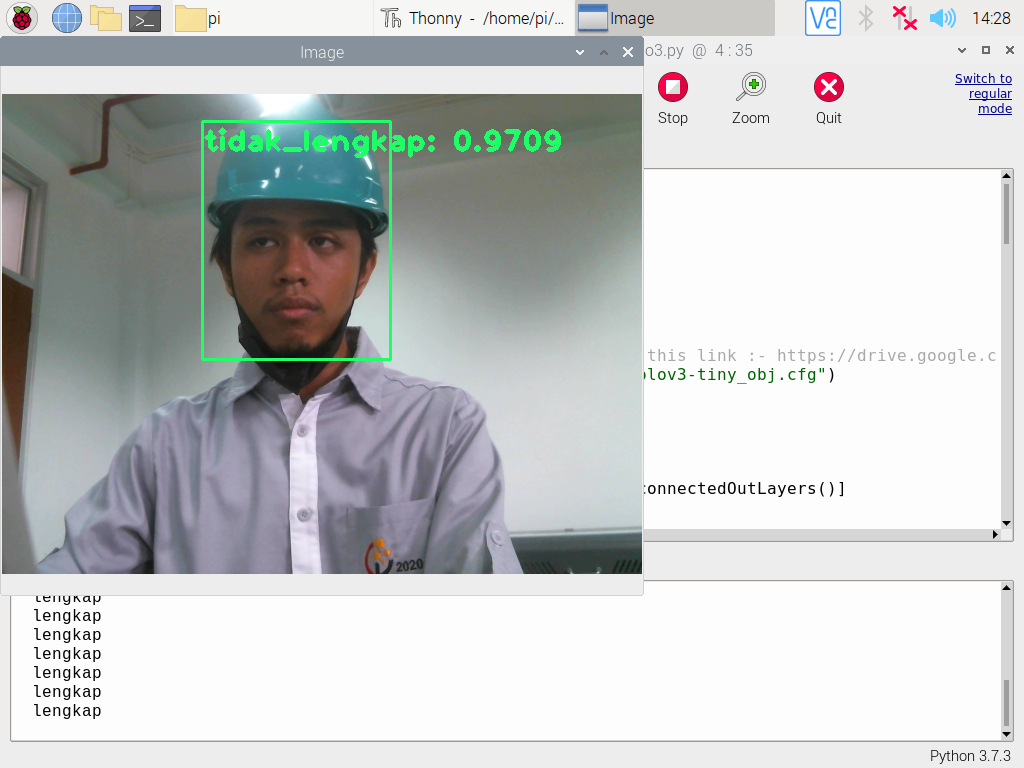 pi
Thonny - /home/pi/...
Image
14:28
Image
o3.py @ 4:35
Stop
Zoom
Quit
Switch to
regular
mode
tidak_lengkap: 0.9709
this link :- https://drive.google.c
olov3-tiny_obj.cfg")
connectedOutLayers()]
2020
lengkap
lengkap
lengkap
lengkap
lengkap
lengkap
lengkap
Python 3.7.3